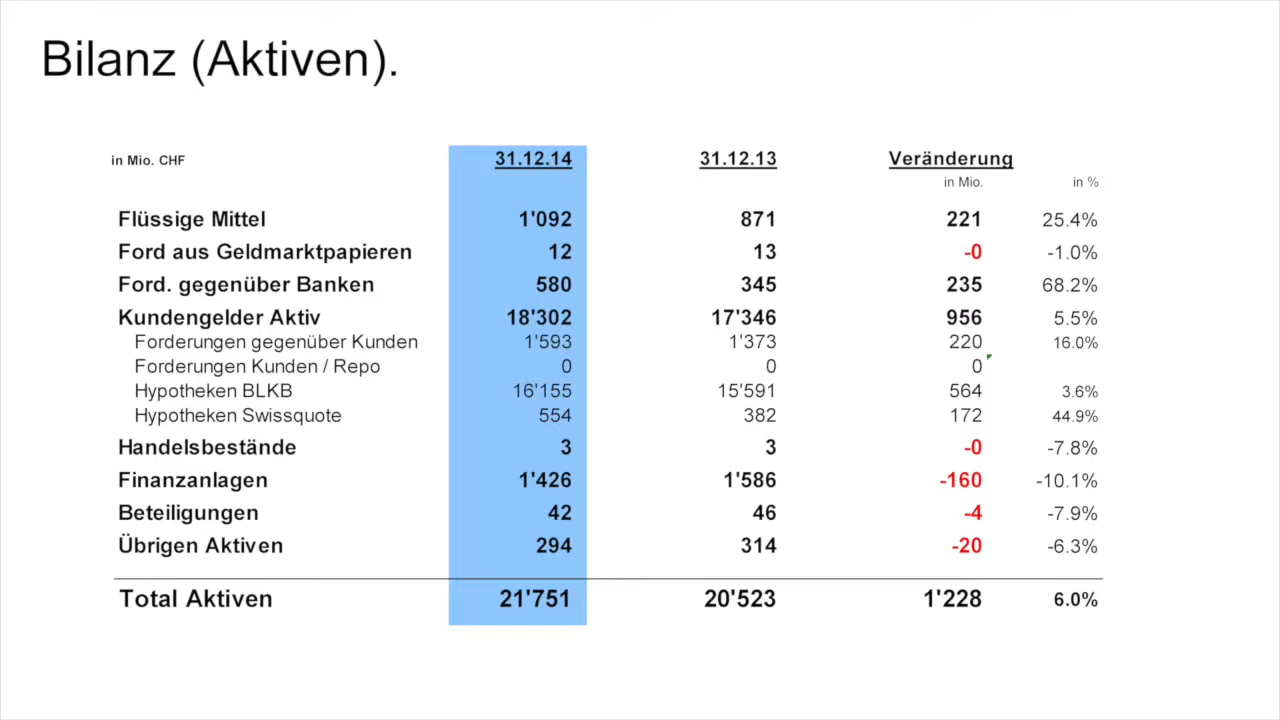 Bilanz (Aktiven).
in Mio. CHF 31.12.14 31.12.13 Veränderung
in Mio. in %
Flüssige Mittel 1'092 871 221 25.4%
Ford aus Geldmarktpapieren 12 13 -0 -1.0%
Ford. gegenüber Banken 580 345 235 68.2%
Kundengelder Aktiv 18'302 17'346 956 5.5%
Forderungen gegenüber Kunden 1'593 1'373 220 16.0%
Forderungen Kunden / Repo 0 0 0
Hypotheken BLKB 16'155 15'591 564 3.6%
Hypotheken Swissquote 554 382 172 44.9%
Handelsbestände 3 3 -0 -7.8%
Finanzanlagen 1'426 1'586 -160 -10.1%
Beteiligungen 42 46 -4 -7.9%
Übrigen Aktiven 294 314 -20 -6.3%
Total Aktiven 21'751 20'523 1'228 6.0%